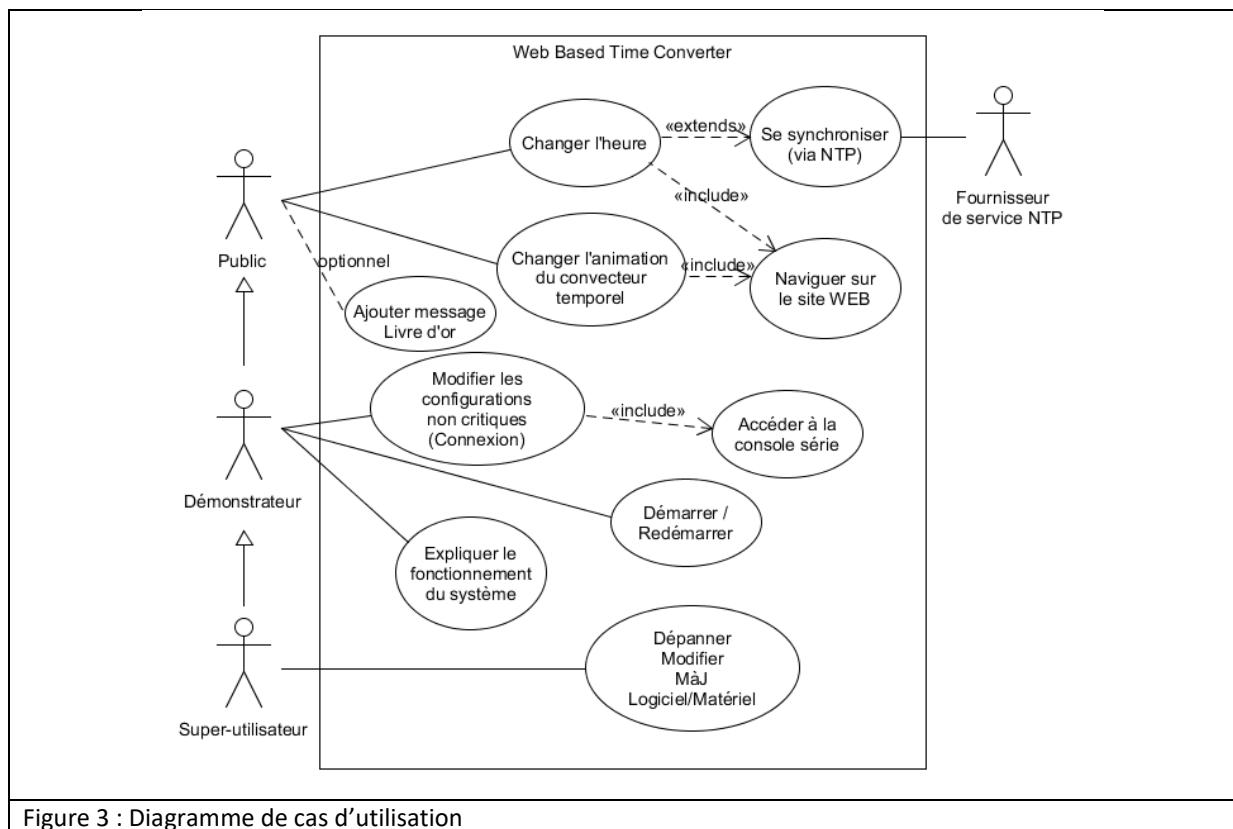 Web Based Time Converter
Changer l'heure
«extends»
Se synchroniser
(via NTP)
Fournisseur
de service NTP
«include»
Public
optionnel
Changer l'animation
du convecteur
temporel
«include»
Naviguer sur
le site WEB
Ajouter message
Livre d'or
Modifier les
configurations
non critiques
(Connexion)
«include»
Accéder à la
console série
Démonstrateur
Démarrer /
Redémarrer
Expliquer le
fonctionnement
du système
Dépanner
Modifier
MàJ
Logiciel/Matériel
Super-utilisateur
Figure 3 : Diagramme de cas d’utilisation